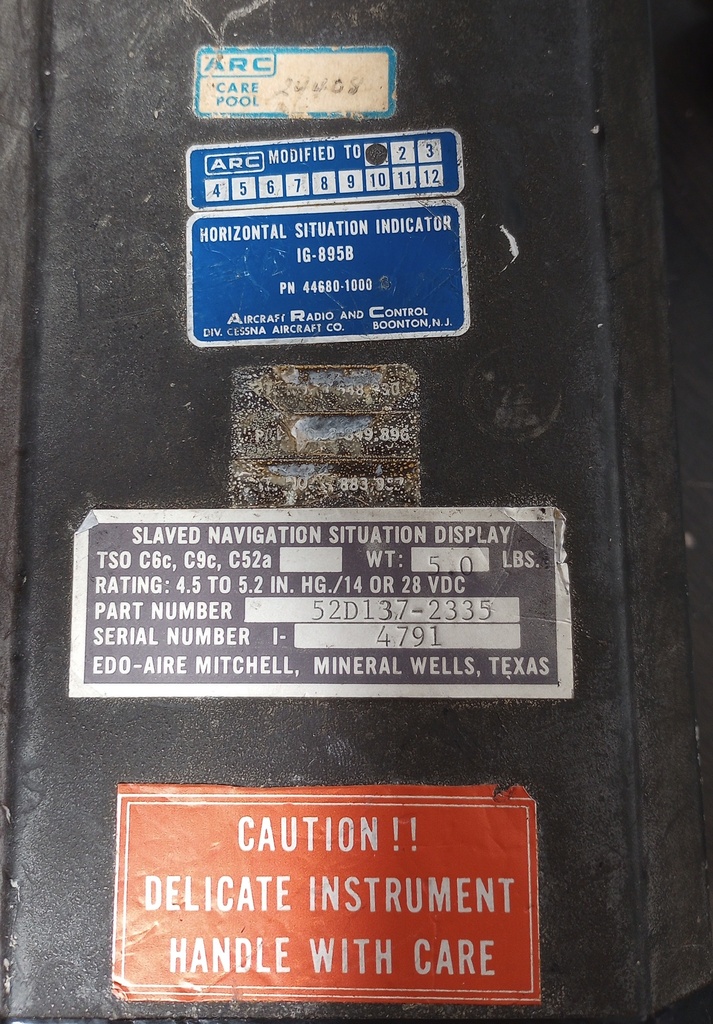 ARC
CARE
POOL 24408
ARC MODIFIED TO 2 3
4 5 6 7 8 9 10 11 12
HORIZONTAL SITUATION INDICATOR
IG-895B
PN 44680-1000
AIRCRAFT RADIO AND CONTROL
DIV. CESSNA AIRCRAFT CO. BOONTON, N.J.
SLAVED NAVIGATION SITUATION DISPLAY
TSO C6c, C9c, C52a WT: 5.0 LBS.
RATING: 4.5 TO 5.2 IN. HG./14 OR 28 VDC
PART NUMBER 52D137-2335
SERIAL NUMBER I- 4791
EDO-AIRE MITCHELL, MINERAL WELLS, TEXAS
CAUTION!!
DELICATE INSTRUMENT
HANDLE WITH CARE